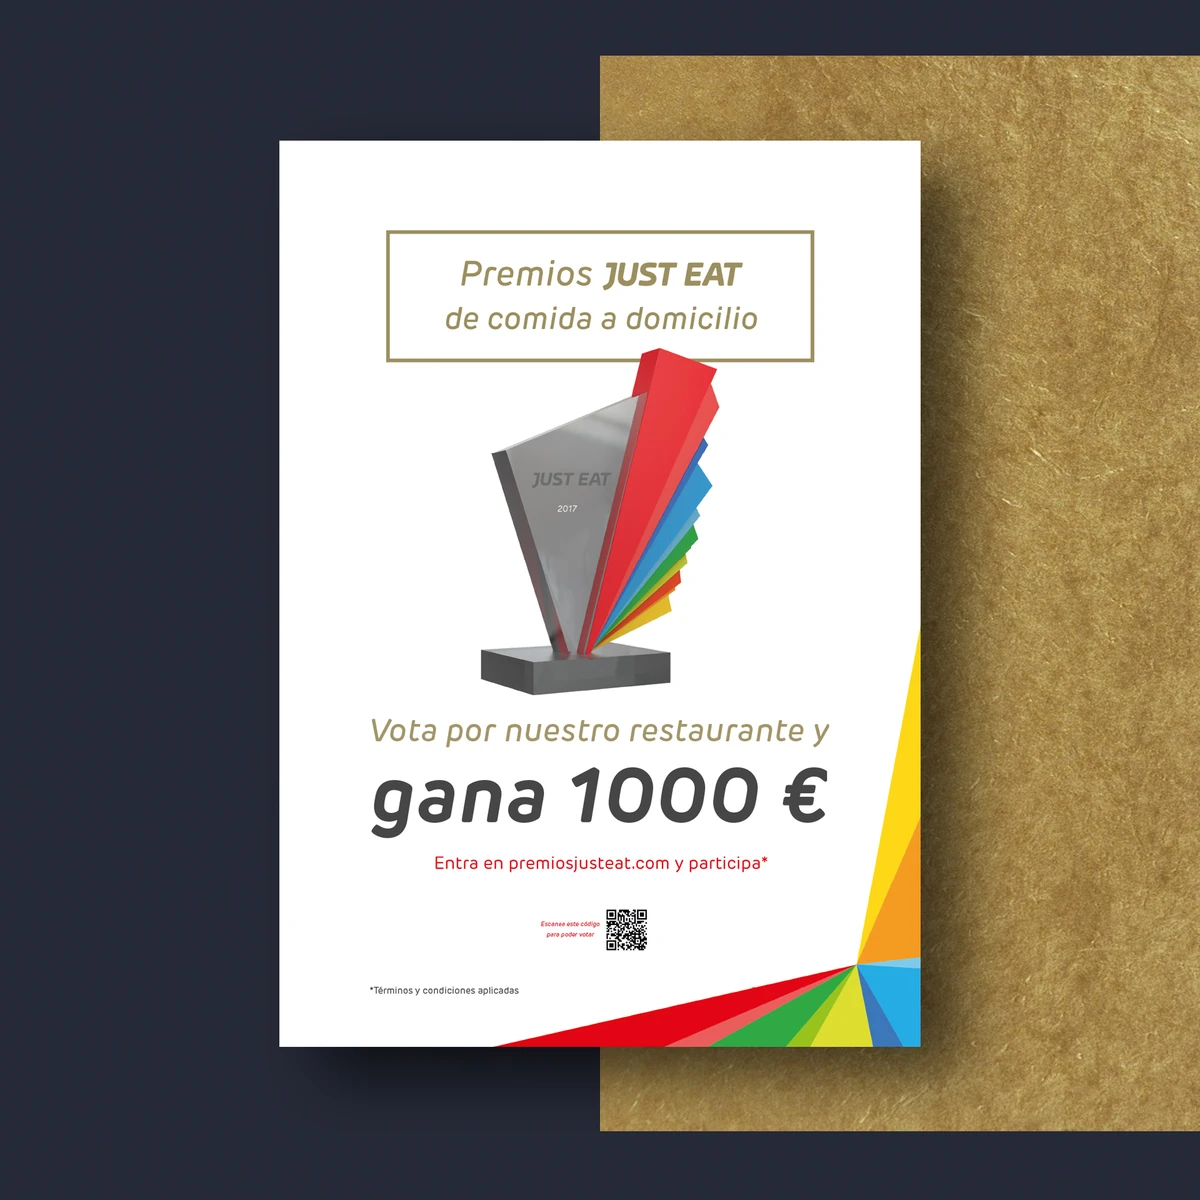 Premios JUST EAT
de comida a domicilio
JUST EAT
2017
Vota por nuestro restaurante y
gana 1000 €
Entra en premiosjusteat.com y participa*
Escanea este código
para poder votar
*Términos y condiciones aplicadas